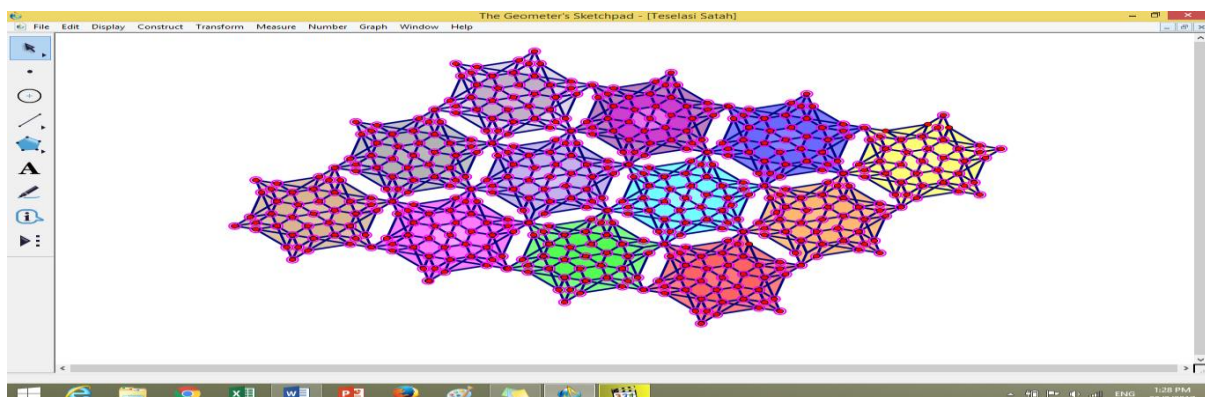 The Geometer's Sketchpad - [Teselasi Satah]
File Edit Display Construct Transform Measure Number Graph Window Help
A
ENG 1:28 PM